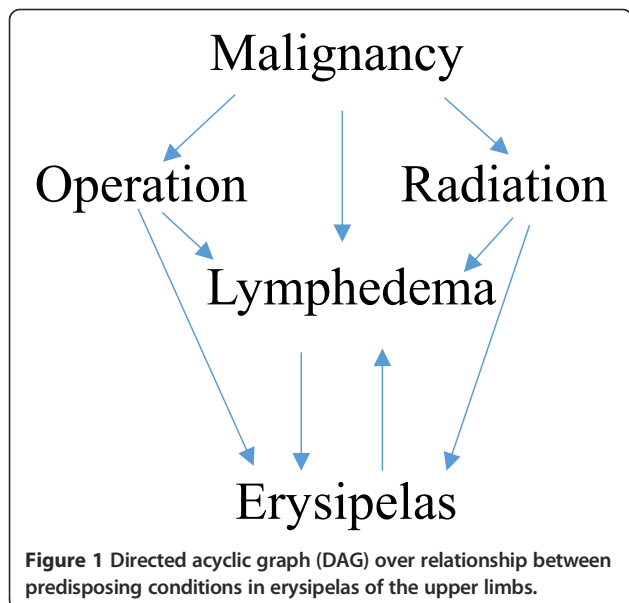 Malignancy
Operation Radiation
Lymphedema
Erysipelas
Figure 1 Directed acyclic graph (DAG) over relationship between
predisposing conditions in erysipelas of the upper limbs.